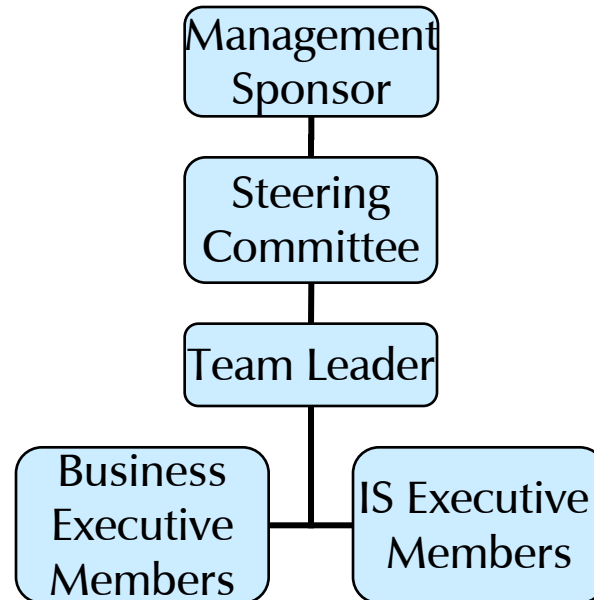 Management
Sponsor
Steering
Committee
Team Leader
Business
Executive
Members
IS Executive
Members